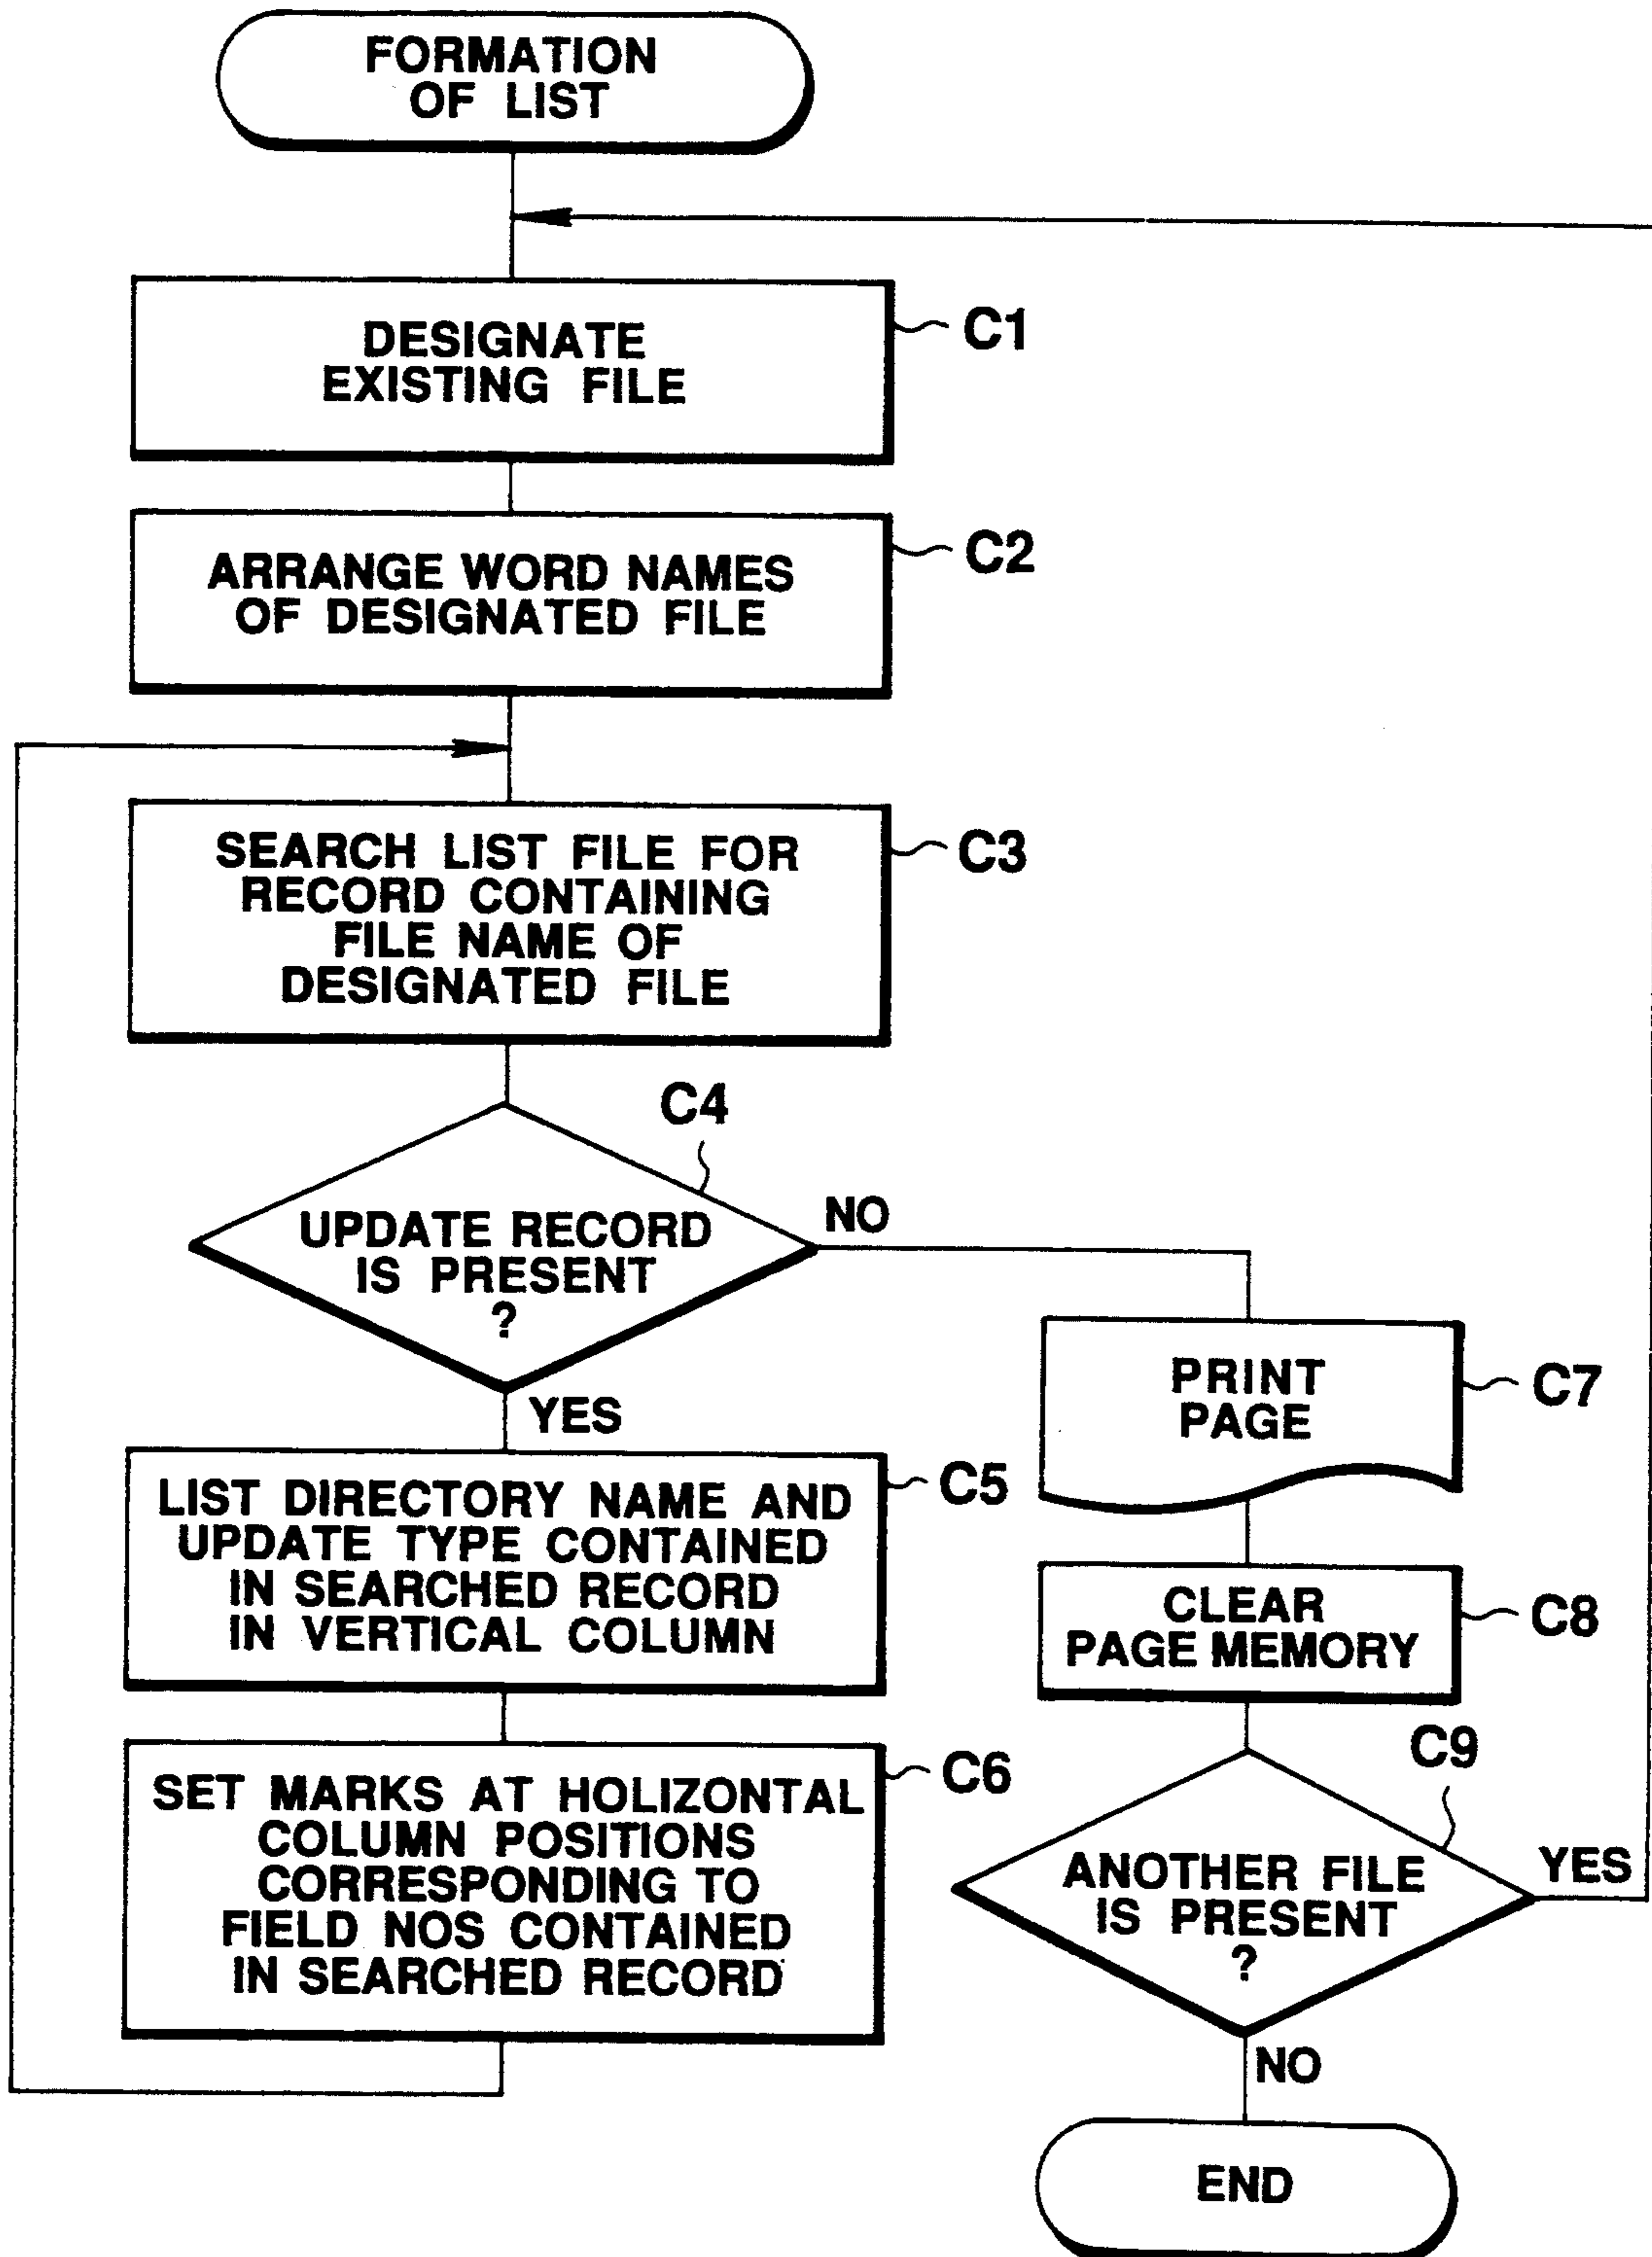 FORMATION
OF LIST
DESIGNATE
EXISTING FILE
C1
ARRANGE WORD NAMES
OF DESIGNATED FILE
C2
SEARCH LIST FILE FOR
RECORD CONTAINING
FILE NAME OF
DESIGNATED FILE
C3
C4
UPDATE RECORD
IS PRESENT
?
NO
YES
LIST DIRECTORY NAME AND
UPDATE TYPE CONTAINED
IN SEARCHED RECORD
IN VERTICAL COLUMN
C5
SET MARKS AT HOLIZONTAL
COLUMN POSITIONS
CORRESPONDING TO
FIELD NOS CONTAINED
IN SEARCHED RECORD
C6
PRINT
PAGE
C7
CLEAR
PAGE MEMORY
C8
C9
ANOTHER FILE
IS PRESENT
?
YES
NO
END